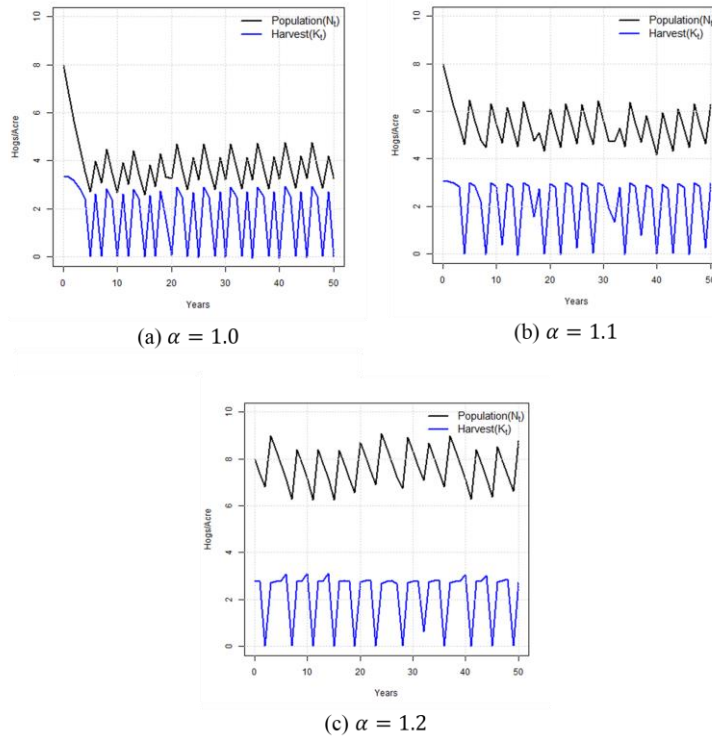 Population(Nt)
Harvest(Kt)
10
8
6
4
2
0
Hogs/Acre
0 10 20 30 40 50
Years
(a) α = 1.0
Population(Nt)
Harvest(Kt)
10
8
6
4
2
0
Hogs/Acre
0 10 20 30 40 50
Years
(b) α = 1.1
Population(Nt)
Harvest(Kt)
10
8
6
4
2
0
Hogs/Acre
0 10 20 30 40 50
Years
(c) α = 1.2